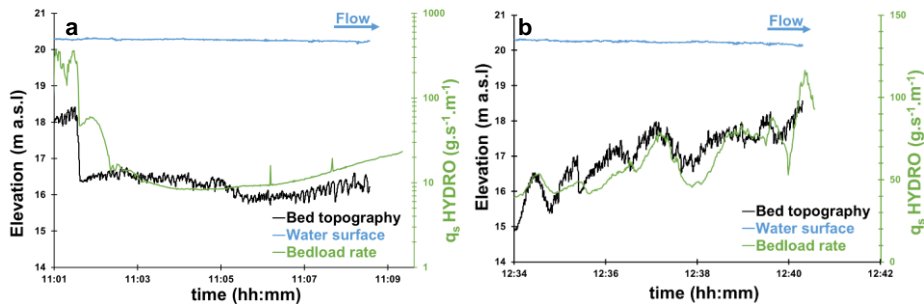 a
Flow
Elevation (m a.s.l)
21
20
19
18
17
16
15
14
1000
100
10
1
qs HYDRO (g.s-1.m-1)
Bed topography
Water surface
Bedload rate
11:01 11:03 11:05 11:07 11:09
time (hh:mm)
b
Flow
Elevation (m a.s.l)
21
20
19
18
17
16
15
14
150
100
50
0
qs HYDRO (g.s-1.m-1)
Bed topography
Water surface
Bedload rate
12:34 12:36 12:38 12:40 12:42
time (hh:mm)